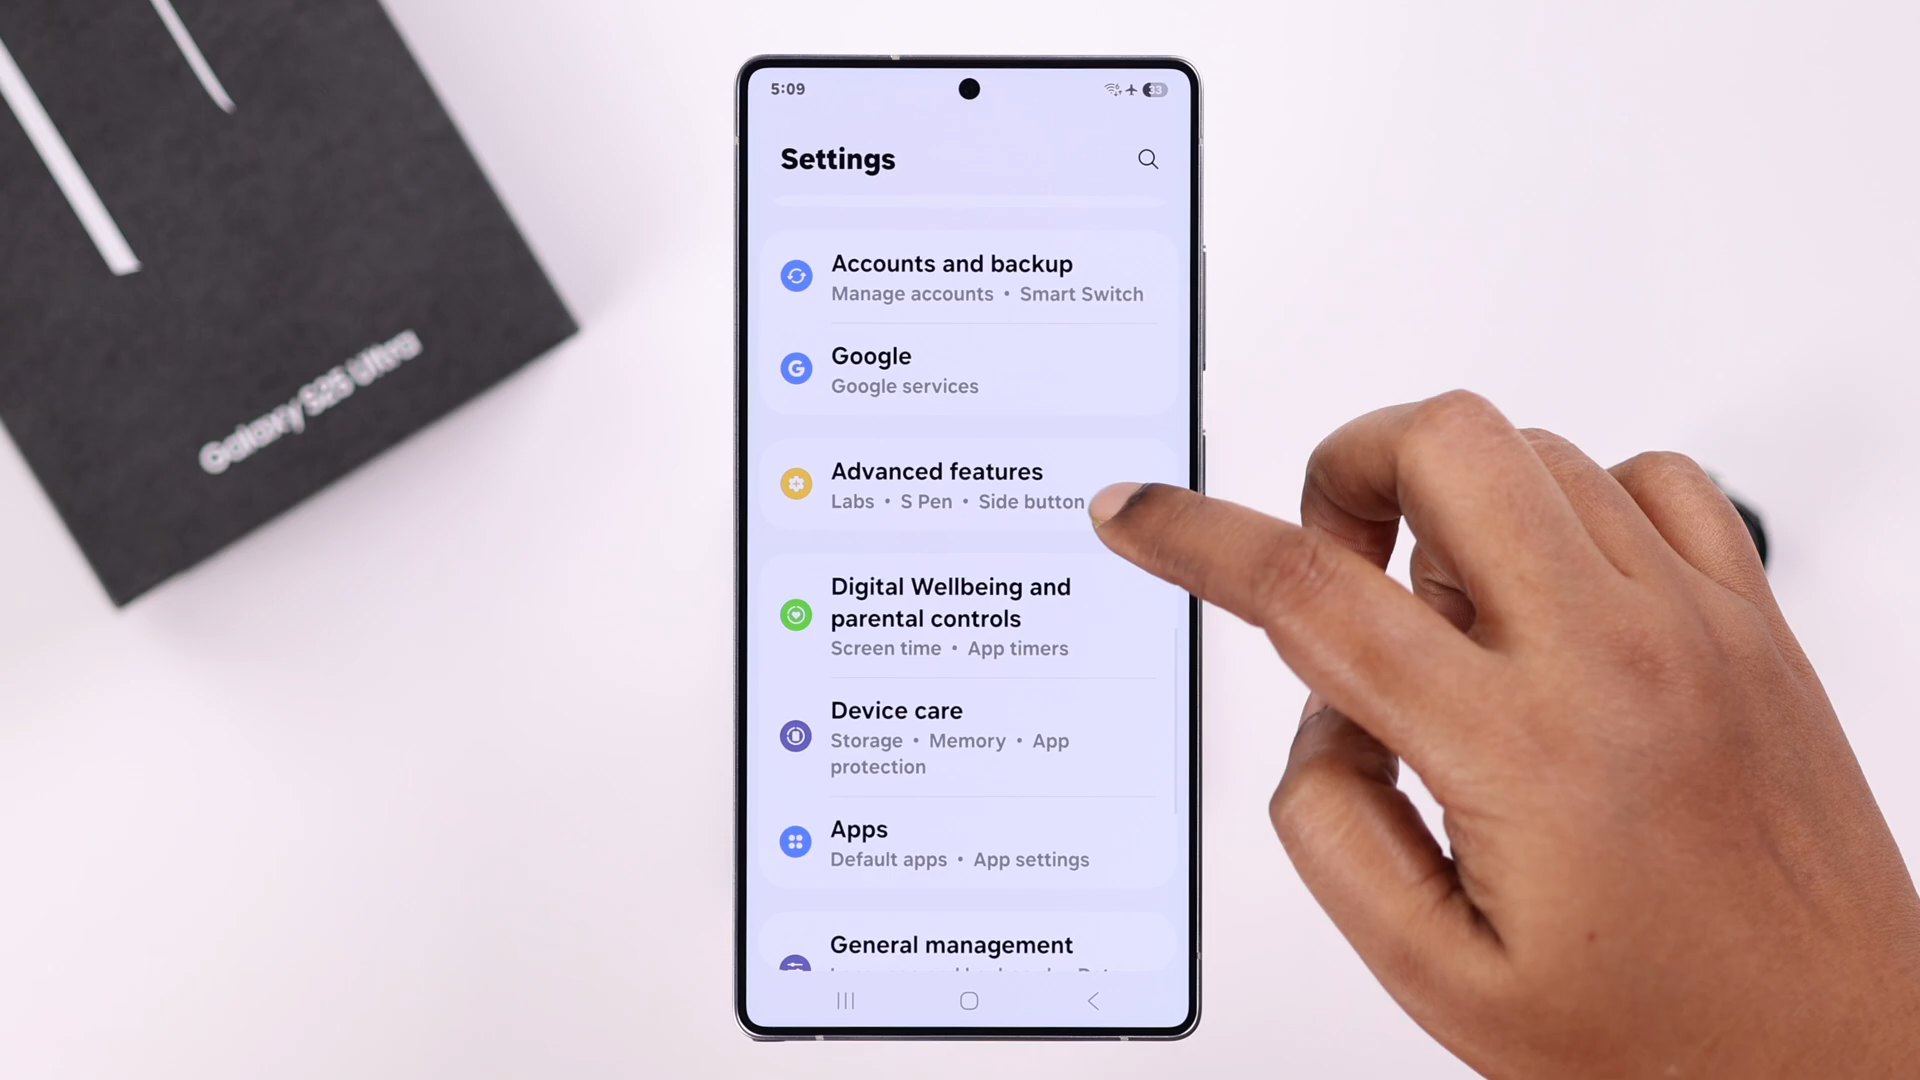 Galaxy S25 Ultra
5:09
33
Settings
Accounts and backup
Manage accounts • Smart Switch
Google
Google services
Advanced features
Labs • S Pen • Side button
Digital Wellbeing and
parental controls
Screen time • App timers
Device care
Storage • Memory • App
protection
Apps
Default apps • App settings
General management